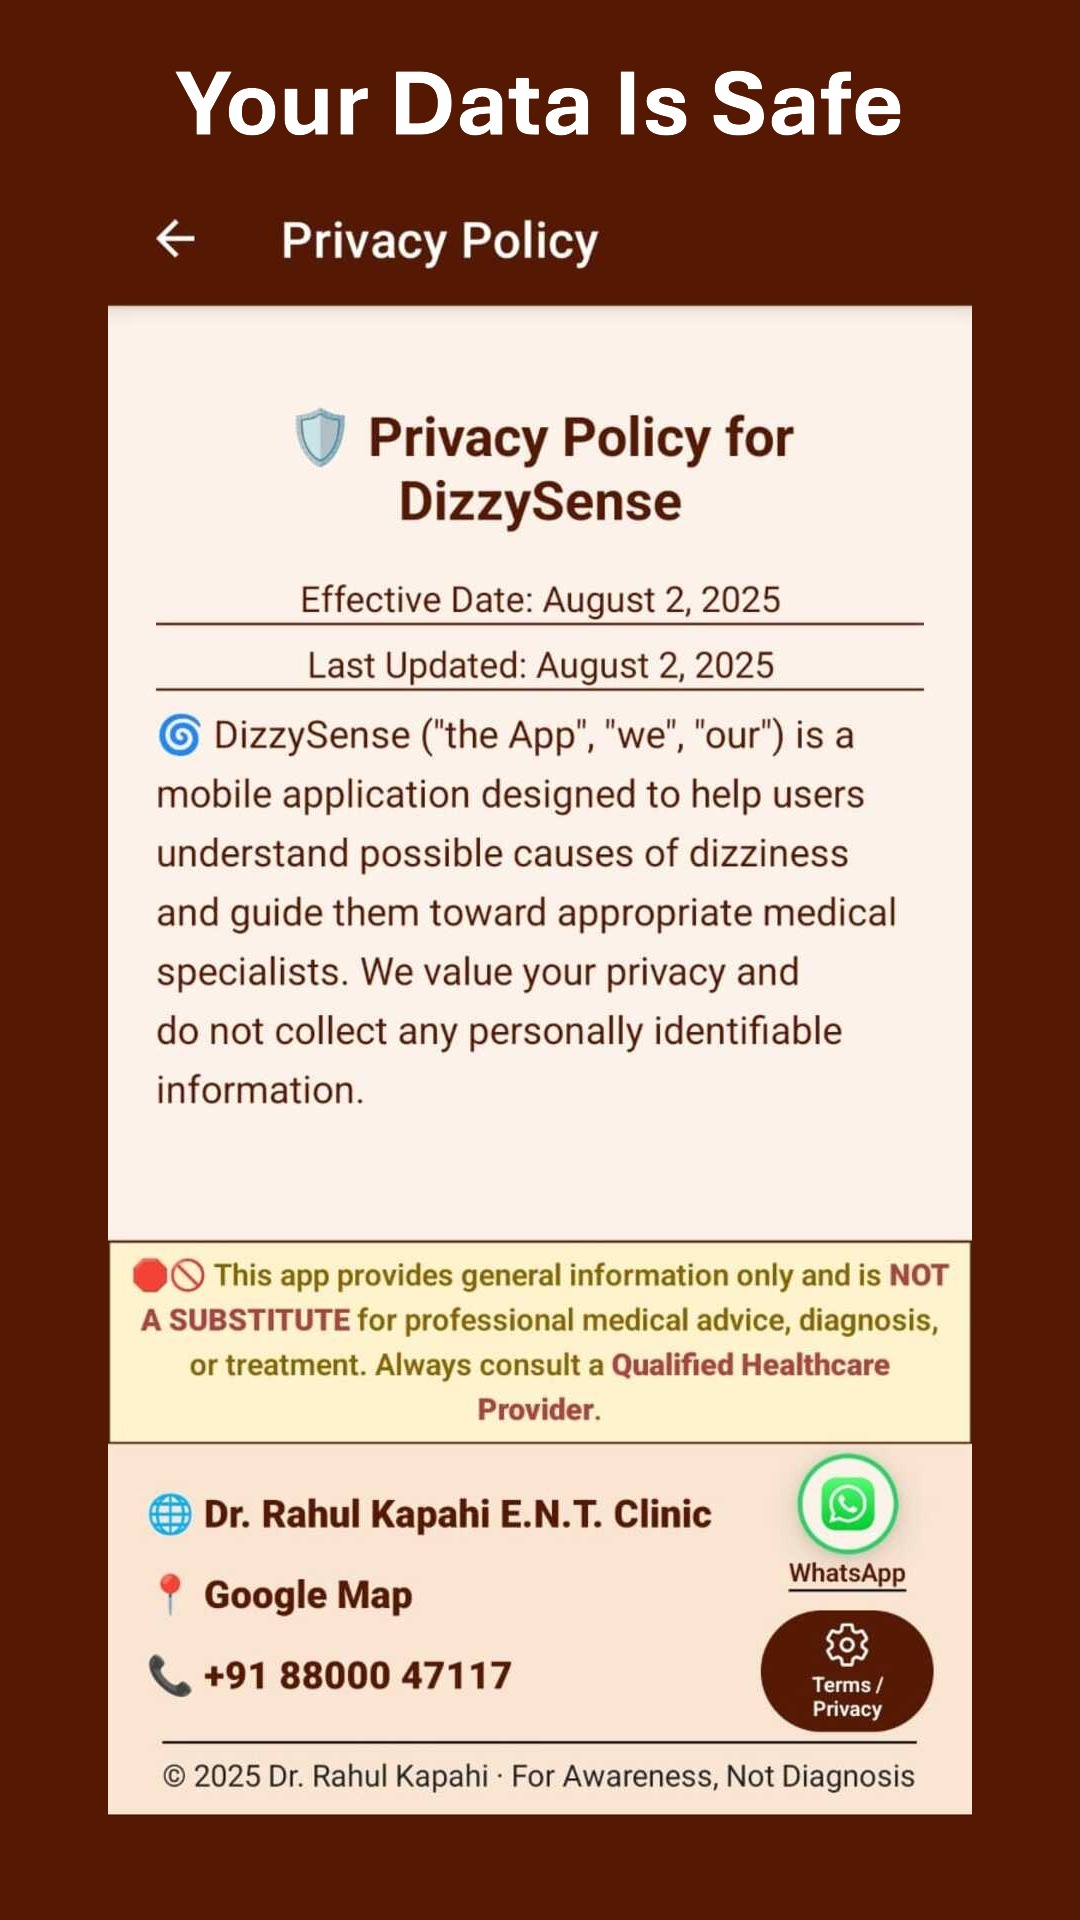 Your Data Is Safe
Privacy Policy
Privacy Policy for
DizzySense
Effective Date: August 2, 2025
Last Updated: August 2, 2025
DizzySense ("the App", "we", "our") is a
mobile application designed to help users
understand possible causes of dizziness
and guide them toward appropriate medical
specialists. We value your privacy and
do not collect any personally identifiable
information.
This app provides general information only and is NOT
A SUBSTITUTE for professional medical advice, diagnosis,
or treatment. Always consult a Qualified Healthcare
Provider.
Dr. Rahul Kapahi E.N.T. Clinic
Google Map
+91 88000 47117
WhatsApp
Terms /
Privacy
© 2025 Dr. Rahul Kapahi · For Awareness, Not Diagnosis